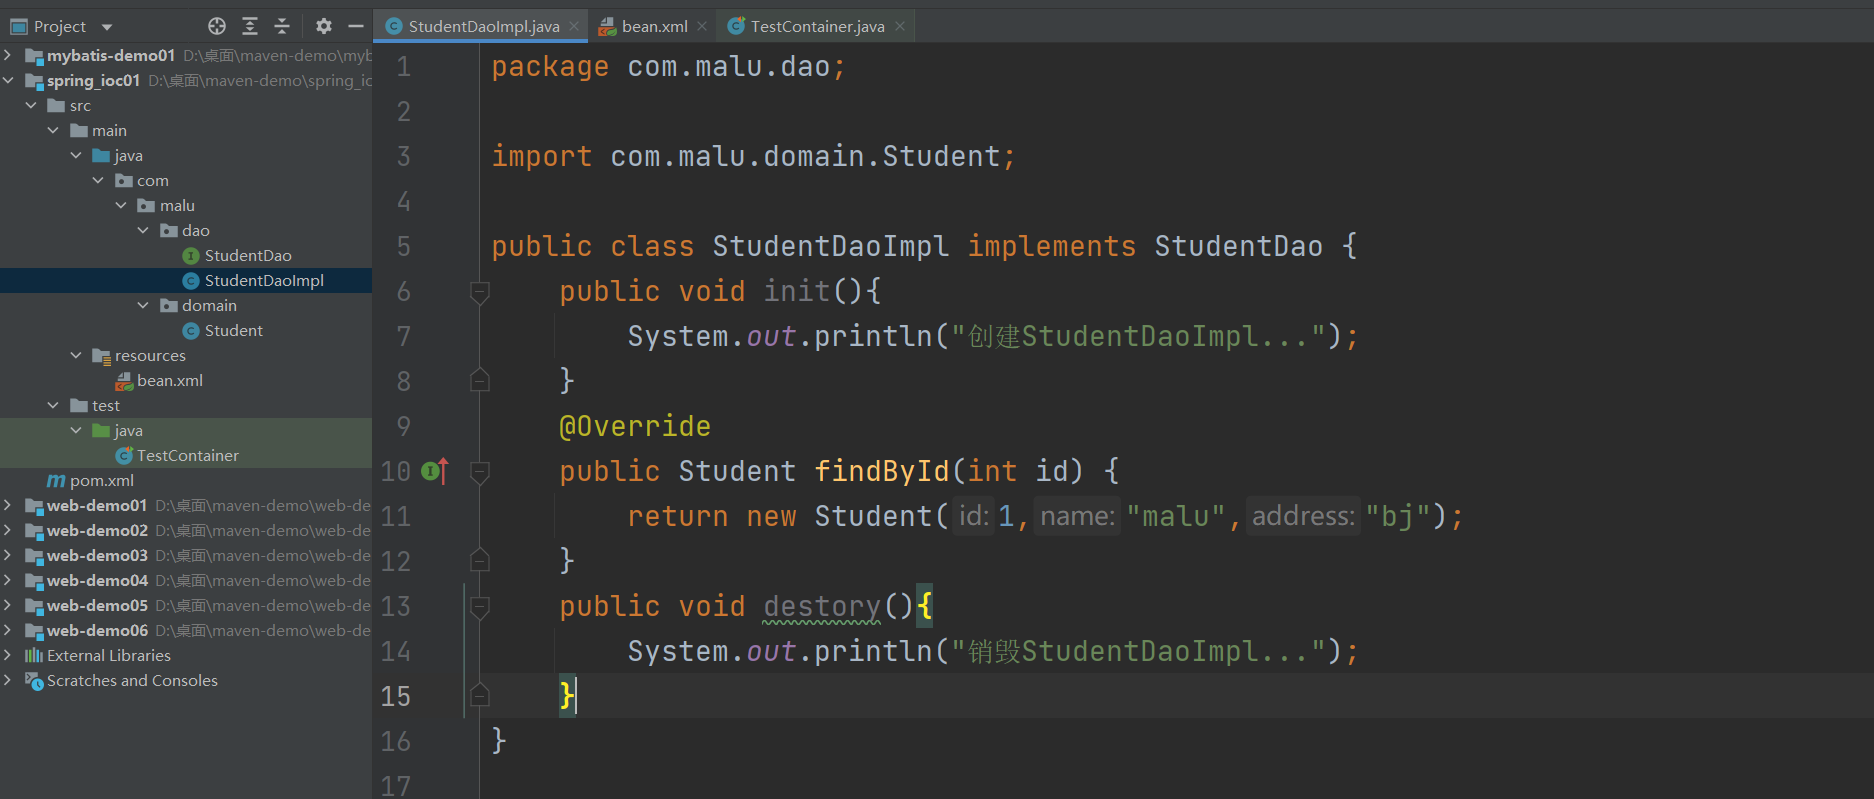 Project
StudentDaoImpl.java
bean.xml
TestContainer.java
mybatis-demo01 D:\桌面\maven-demo\myb
spring_ioc01 D:\桌面\maven-demo\spring_io
src
main
java
com
malu
dao
StudentDao
StudentDaoImpl
domain
Student
resources
bean.xml
test
java
TestContainer
pom.xml
web-demo01 D:\桌面\maven-demo\web-de
web-demo02 D:\桌面\maven-demo\web-de
web-demo03 D:\桌面\maven-demo\web-de
web-demo04 D:\桌面\maven-demo\web-de
web-demo05 D:\桌面\maven-demo\web-de
web-demo06 D:\桌面\maven-demo\web-de
External Libraries
Scratches and Consoles
1 package com.malu.dao;
2
3 import com.malu.domain.Student;
4
5 public class StudentDaoImpl implements StudentDao {
6 public void init(){
7 System.out.println("创建StudentDaoImpl...");
8 }
9 @Override
10 public Student findById(int id) {
11 return new Student( id: 1, name: "malu", address: "bj");
12 }
13 public void destory(){
14 System.out.println("销毁StudentDaoImpl...");
15 }
16 }
17